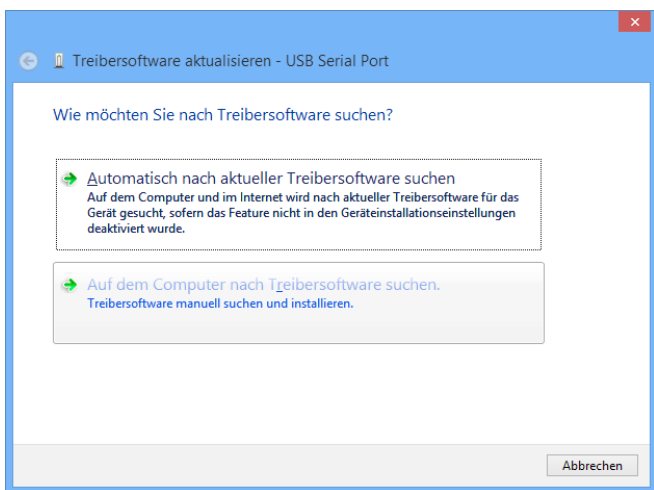 Treibersoftware aktualisieren - USB Serial Port
Wie möchten Sie nach Treibersoftware suchen?
Automatisch nach aktueller Treibersoftware suchen
Auf dem Computer und im Internet wird nach aktueller Treibersoftware für das
Gerät gesucht, sofern das Feature nicht in den Geräteinstallationseinstellungen
deaktiviert wurde.
Auf dem Computer nach Treibersoftware suchen.
Treibersoftware manuell suchen und installieren.
Abbrechen